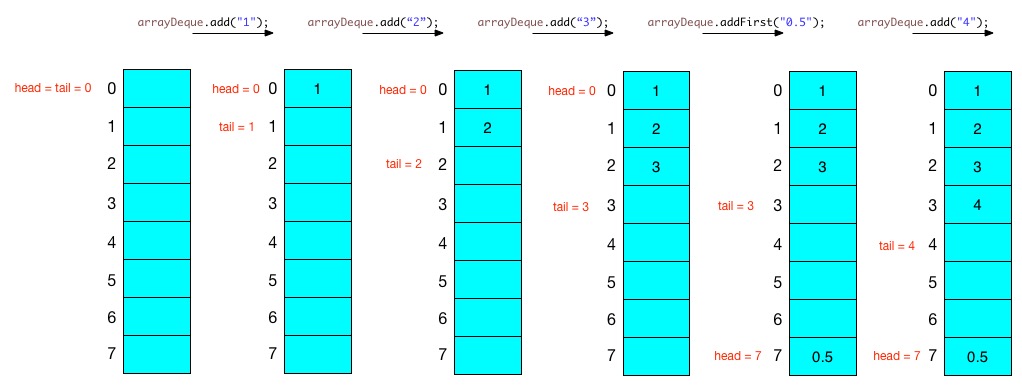 arrayDeque.add("1"); arrayDeque.add(“2”); arrayDeque.add(“3”); arrayDeque.addFirst("0.5"); arrayDeque.add("4");
head = tail = 0 0 head = 0 0 1 head = 0 0 1 head = 0 0 1 0 1 0 1
1 tail = 1 1 1 2 1 2 1 2 1 2
2 2 tail = 2 2 2 3 2 3 2 3
3 3 3 tail = 3 3 tail = 3 3 3 4
4 4 4 4 4 tail = 4 4
5 5 5 5 5 5
6 6 6 6 6 6
7 7 7 7 head = 7 7 0.5 head = 7 7 0.5